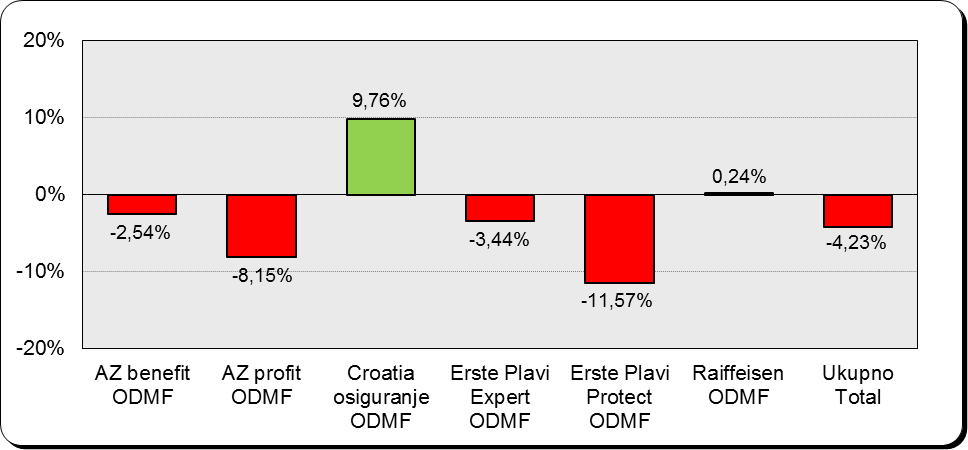 20%
10%
0%
-10%
-20%
-2,54%
-8,15%
9,76%
-3,44%
-11,57%
0,24%
-4,23%
AZ benefit
ODMF
AZ profit
ODMF
Croatia
osiguranje
ODMF
Erste Plavi
Expert
ODMF
Erste Plavi
Protect
ODMF
Raiffeisen
ODMF
Ukupno
Total